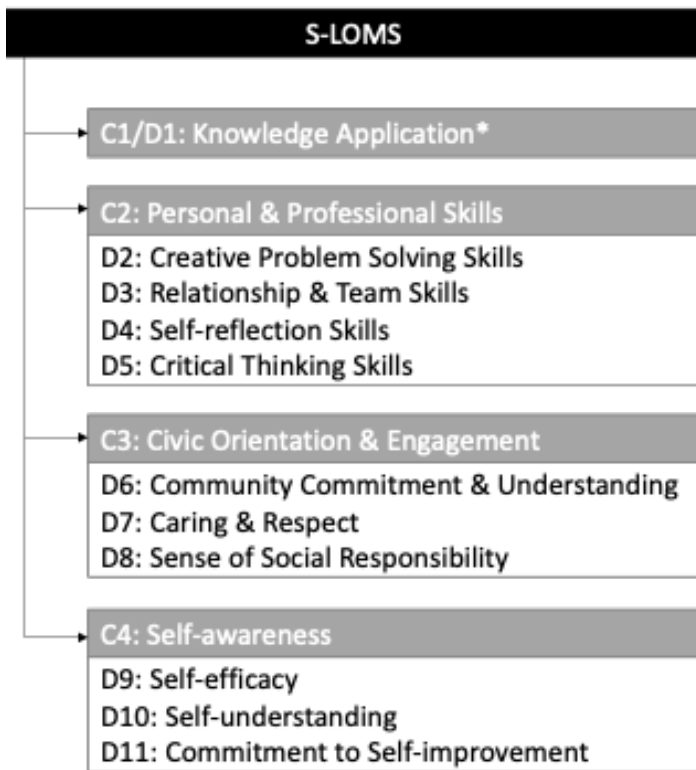 S-LOMS
C1/D1: Knowledge Application*
C2: Personal & Professional Skills
D2: Creative Problem Solving Skills
D3: Relationship & Team Skills
D4: Self-reflection Skills
D5: Critical Thinking Skills
C3: Civic Orientation & Engagement
D6: Community Commitment & Understanding
D7: Caring & Respect
D8: Sense of Social Responsibility
C4: Self-awareness
D9: Self-efficacy
D10: Self-understanding
D11: Commitment to Self-improvement